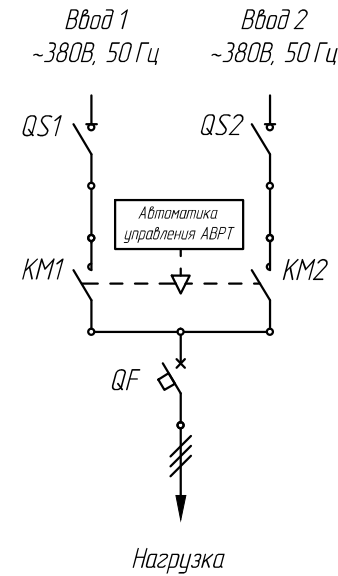 Ввод 1
~380В, 50 Гц
Ввод 2
~380В, 50 Гц
QS1
QS2
Автоматика
управления АВРТ
KM1
KM2
QF
Нагрузка